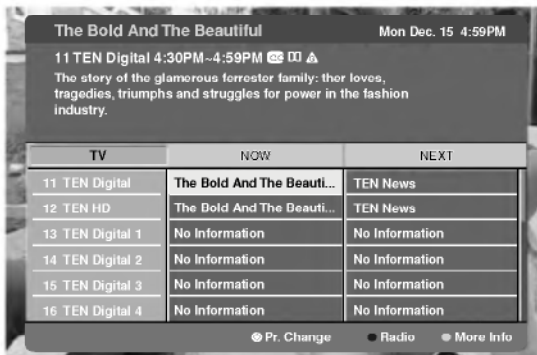 The Bold And The Beautiful Mon Dec. 15 4:59PM
11 TEN Digital 4:30PM~4:59PM CC
The story of the glamerous ferrester family: ther loves,
tragedies, triumphs and struggles for power in the fashion
industry.
TV NOW NEXT
11 TEN Digital The Bold And The Beauti... TEN News
12 TEN HD The Bold And The Beauti... TEN News
13 TEN Digital 1 No Information No Information
14 TEN Digital 2 No Information No Information
15 TEN Digital 3 No Information No Information
16 TEN Digital 4 No Information No Information
Pr. Change Radio More Info